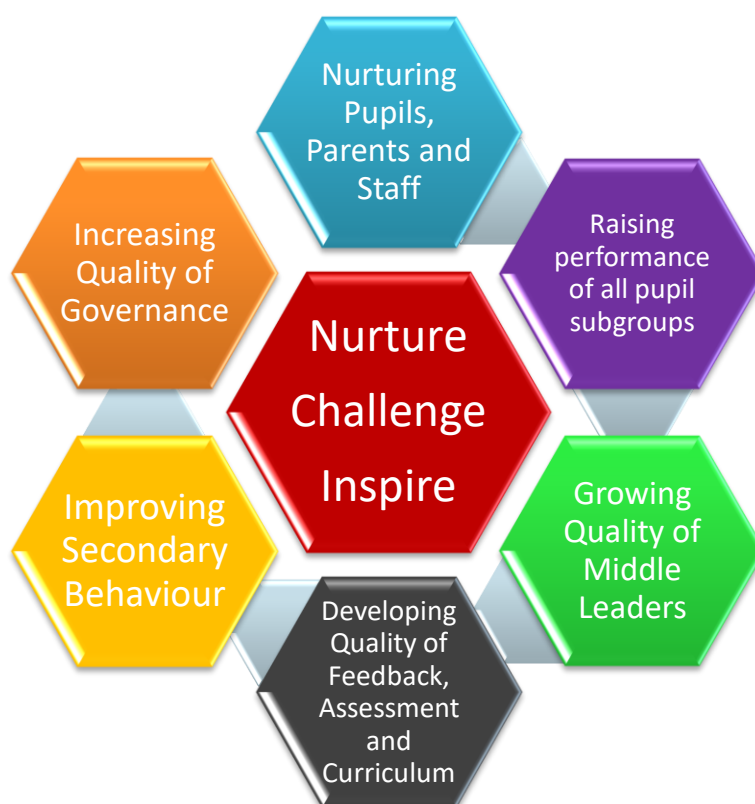 Nurturing
Pupils,
Parents and
Staff
Raising
performance
of all pupil
subgroups
Growing
Quality of
Middle
Leaders
Developing
Quality of
Feedback,
Assessment
and
Curriculum
Improving
Secondary
Behaviour
Increasing
Quality of
Governance
Nurture
Challenge
Inspire